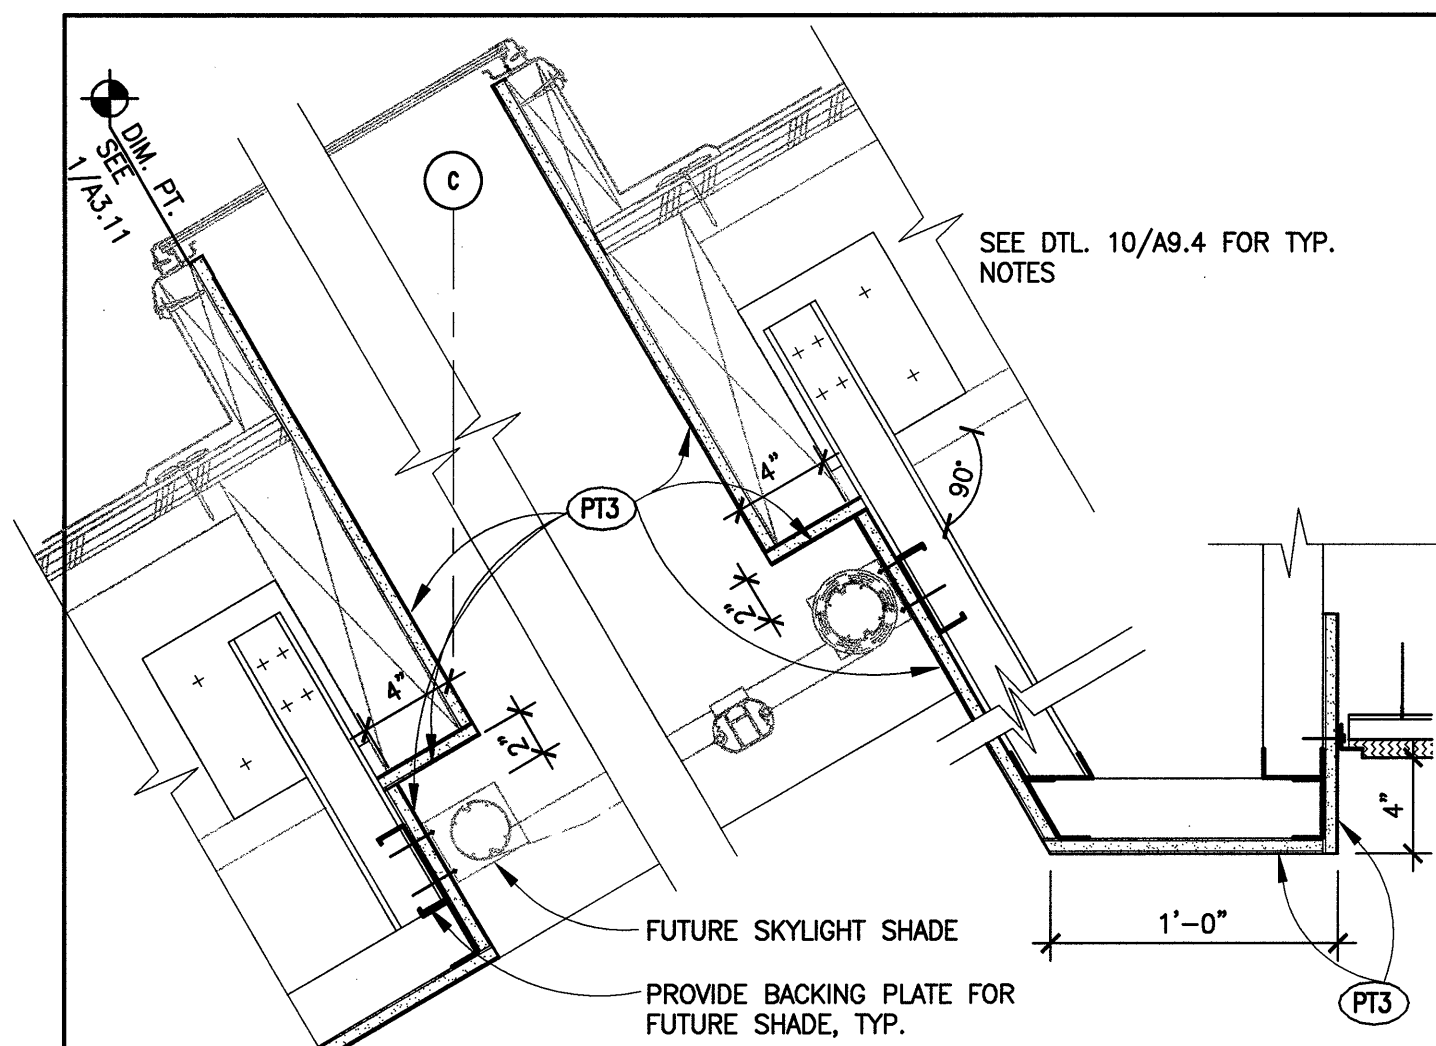 DIM. PT.
SEE
1/A3.11
C
SEE DTL. 10/A9.4 FOR TYP.
NOTES
4"
90°
PT3
2"
4"
2"
4"
1'-0"
FUTURE SKYLIGHT SHADE
PROVIDE BACKING PLATE FOR
FUTURE SHADE, TYP.
PT3